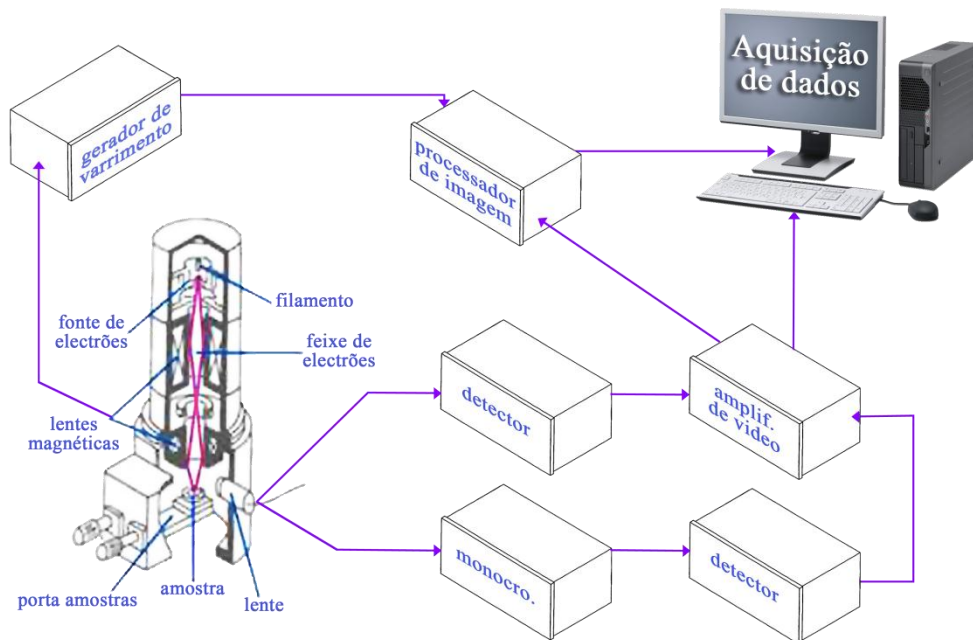 Aquisição
de dados
gerador de
varrimento
processador
de imagem
filamento
fonte de
electrões
feixe de
electrões
lentes
magnéticas
detector
amplif.
de video
monocro.
detector
porta amostras
amostra
lente